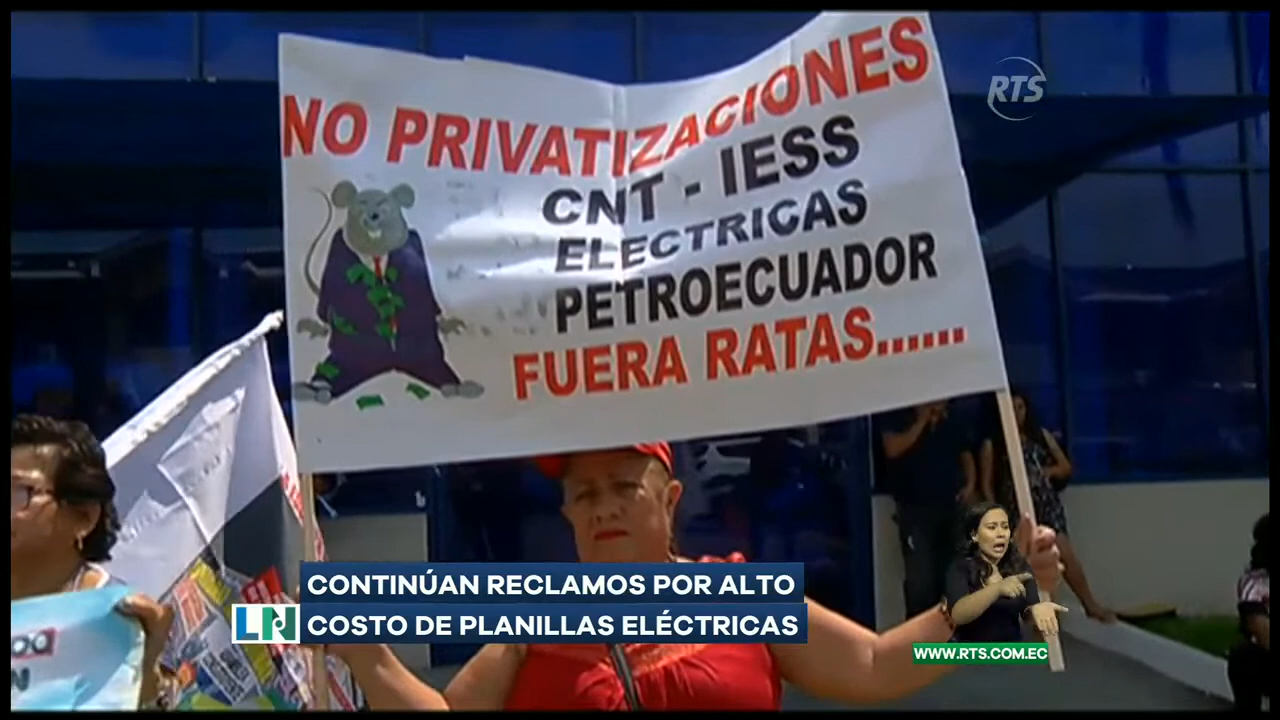 RTS
NO PRIVATIZACIONES
CNT - IESS
ELECTRICAS
PETROECUADOR
FUERA RATAS......
CONTINÚAN RECLAMOS POR ALTO
LN COSTO DE PLANILLAS ELÉCTRICAS
WWW.RTS.COM.EC